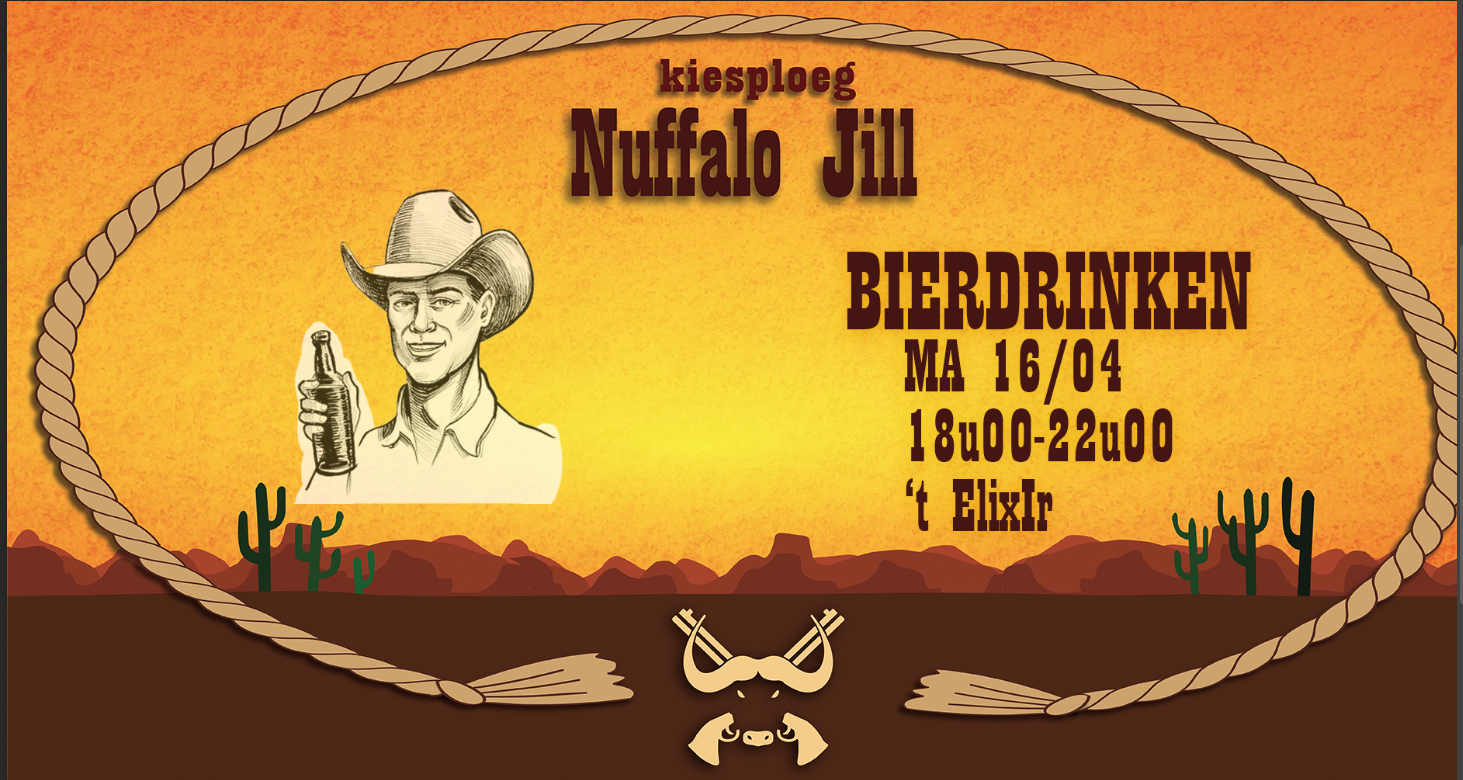 kiesploeg
Nuffalo Jill
BIERDRINKEN
MA 16/04
18u00-22u00
‘t ElixIr